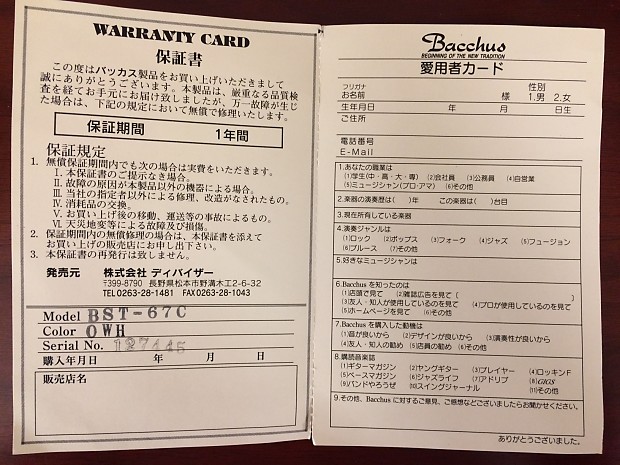 WARRANTY CARD
保証書
この度はバッカス製品をお買い上げいただきまして
誠にありがとうございます。本製品は、厳重なる品質検
査を経てお手元にお届け致しましたが、万一故障が生じ
た場合は、下記の規定において無償で修理いたします。
保証期間 1年間
保証規定
1. 無償保証期間内でも次の場合は実費をいただきます。
I. 本保証書のご提示なき場合。
II. 故障の原因が本製品以外の機器による場合。
III. 当社の指定者以外による修理、改造がなされたもの。
IV. 消耗品の交換。
V. お買い上げ後の移動、運送等の事故によるもの。
VI. 天災地変等による故障及び損傷。
2. 保証期間内の無償修理の場合は、本保証書を添えて
お買い上げの販売店にお申し出下さい。
3. 本保証書の再発行は致しません。
発売元 株式会社 ディバイザー
〒399-8790 長野県松本市野溝木工2-6-32
TEL0263-28-1481 FAX0263-28-1043
Model BST-67C
Color OWH
Serial No.
購入年月日 年 月 日
販売店名
Bacchus
BEGINNING OF THE NEW TRADITION
愛用者カード
フリガナ 性別
お名前 様 1.男 2.女
生年月日 年 月 日生
ご住所
電話番号
E-Mail
1.あなたの職業は
(1)学生(中・高・大・専) (2)会社員 (3)公務員 (4)自営業
(5)ミュージシャン(プロ・アマ) (6)その他
2.楽器の演奏歴は( )年 この楽器は( )台目
3.現在所有している楽器
4.演奏ジャンルは
(1)ロック (2)ポップス (3)フォーク (4)ジャズ (5)フュージョン
(6)ブルース (7)その他
5.好きなミュージシャンは
6.Bacchusを知ったのは
(1)店頭で見て (2)雑誌広告を見て( )
(3)友人・知人が使用しているのを見て (4)プロが使用しているのを見て
(5)ホームページを見て (6)その他
7.Bacchusを購入した動機は
(1)音が良いから (2)デザインが良いから (3)演奏性が良いから
(4)友人・知人の勧め (5)店員の勧め (6)その他
8.購読音楽誌
(1)ギターマガジン (2)ヤングギター (3)プレイヤー (4)ロッキンF
(5)ベースマガジン (6)ジャズライフ (7)アドリブ (8)GIGS
(9)バンドやろうぜ (10)スイングジャーナル (11)その他
9.その他、Bacchusに対するご意見、ご感想などございましたらお聞かせください。
ありがとうございました。